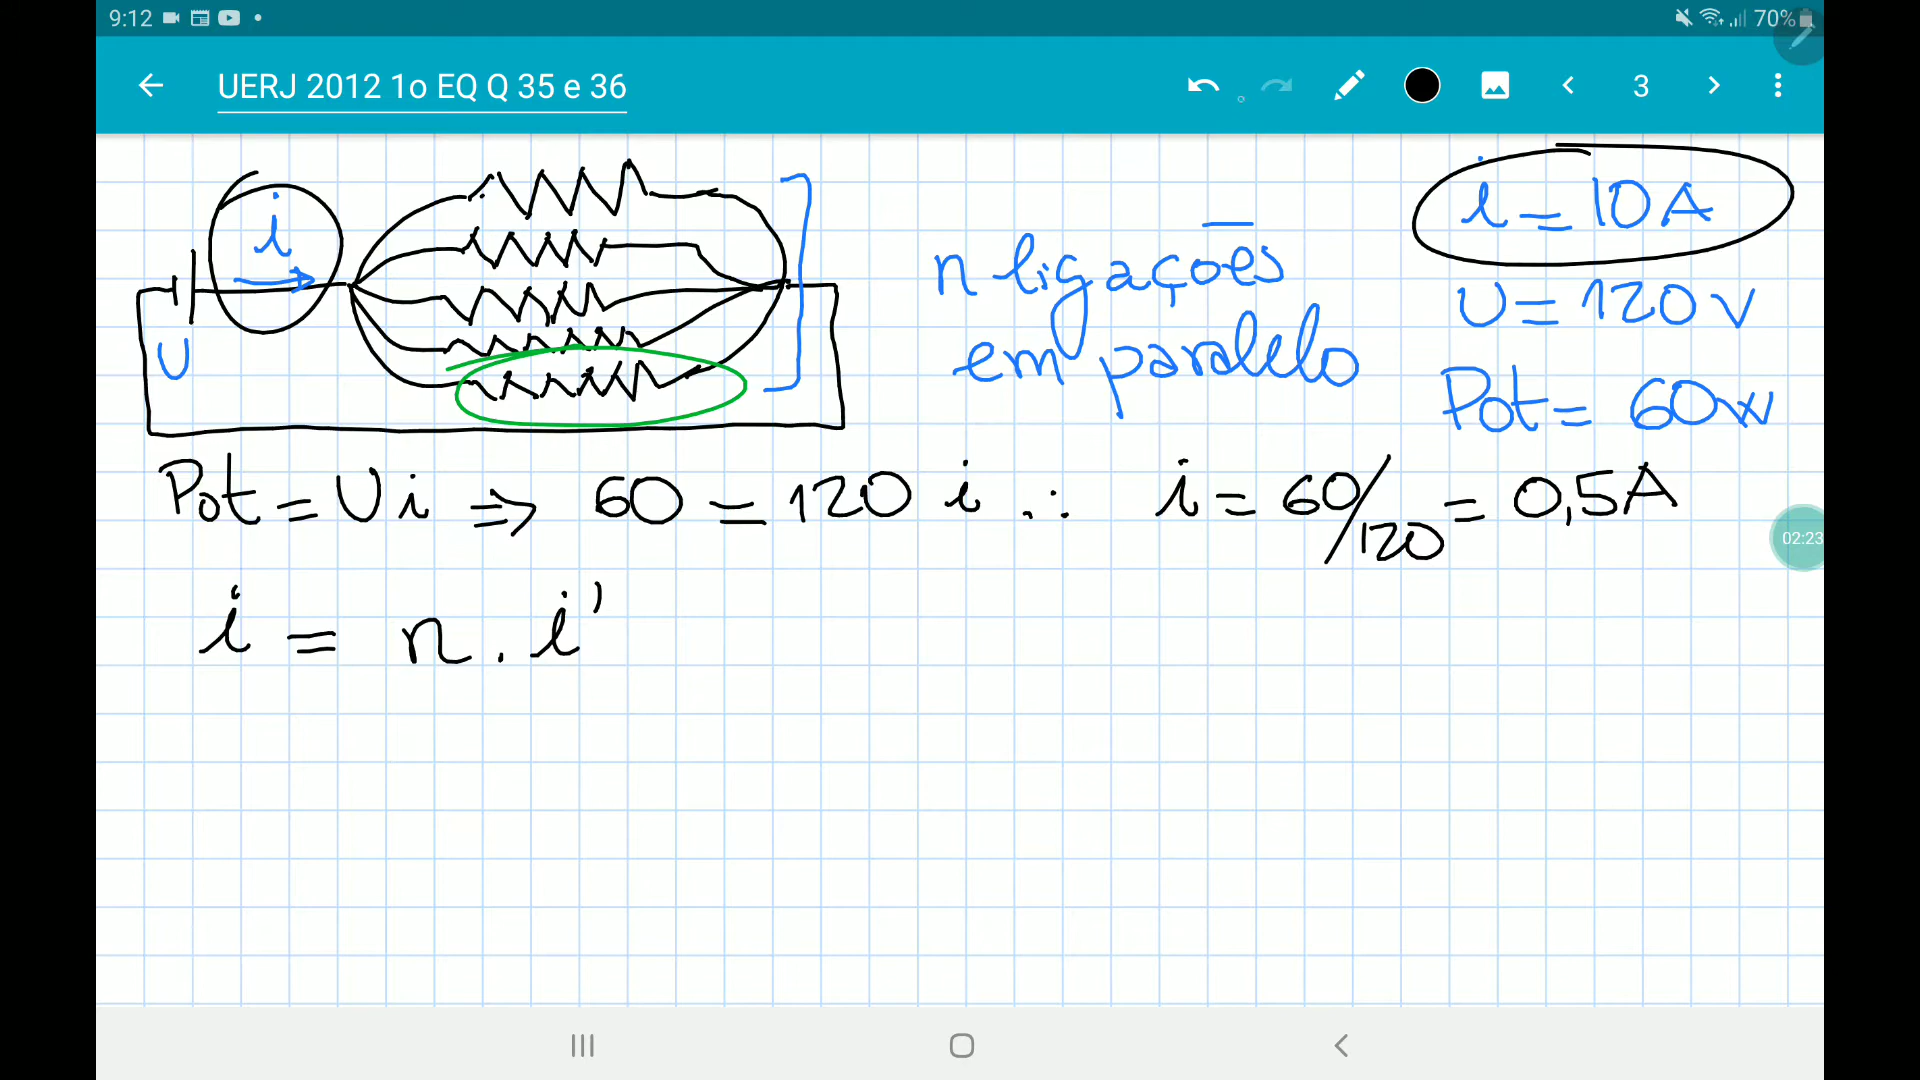 9:12 70%
UERJ 2012 1o EQ Q 35 e 36 3
i
U
n ligações
em paralelo
i = 10A
U = 120V
Pot = 60W
Pot = Ui ⇒ 60 = 120 i ∴ i = 60/120 = 0,5A
02:23
i = n . i'